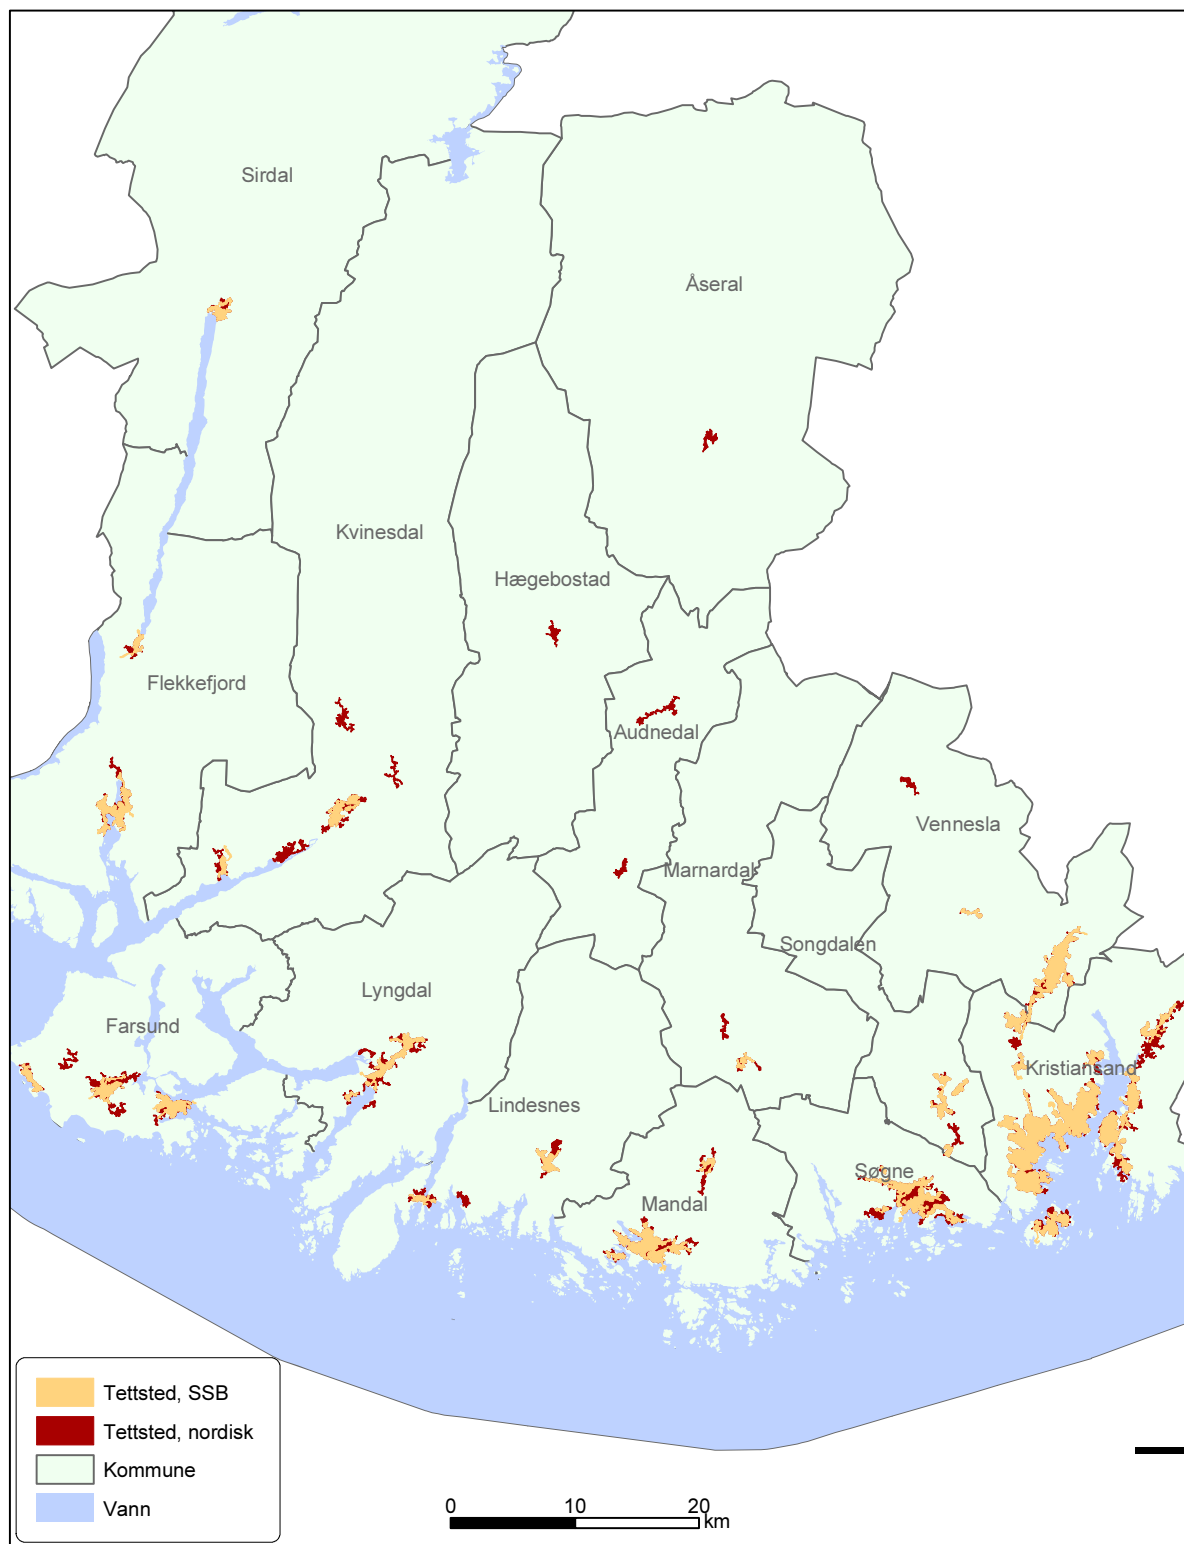 Sirdal
Åseral
Kvinesdal
Hægebostad
Flekkefjord
Audnedal
Vennesla
Marnardal
Songdalen
Lyngdal
Farsund
Kristiansand
Lindesnes
Søgne
Mandal
Tettsted, SSB
Tettsted, nordisk
Kommune
Vann
0 10 20
km